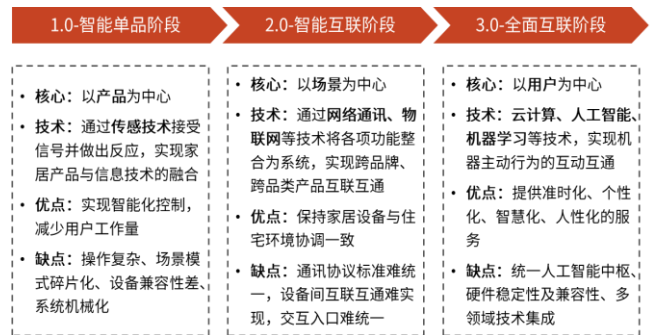 1.0-智能单品阶段
2.0-智能互联阶段
3.0-全面互联阶段
• 核心：以产品为中心
• 技术：通过传感技术接受
信号并做出反应，实现家
居产品与信息技术的融合
• 优点：实现智能化控制，
减少用户工作量
• 缺点：操作复杂、场景模
式碎片化、设备兼容性差、
系统机械化
• 核心：以场景为中心
• 技术：通过网络通讯、物
联网等技术将各项功能整
合为系统，实现跨品牌、
跨品类产品互联互通
• 优点：保持家居设备与住
宅环境协调一致
• 缺点：通讯协议标准难统
一，设备间互联互通难实
现，交互入口难统一
• 核心：以用户为中心
• 技术：云计算、人工智能、
机器学习等技术，实现机
器主动行为的互动互通
• 优点：提供准时化、个性
化、智慧化、人性化的服
务
• 缺点：统一人工智能中枢、
硬件稳定性及兼容性、多
领域技术集成